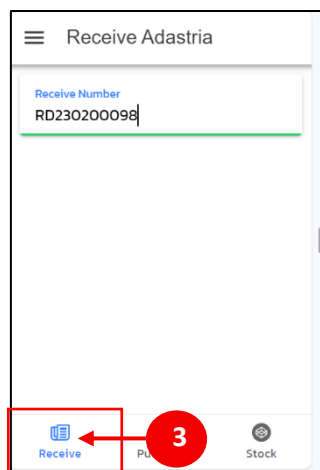 Receive Adastria
Receive Number
RD230200098
3
Receive
Stock